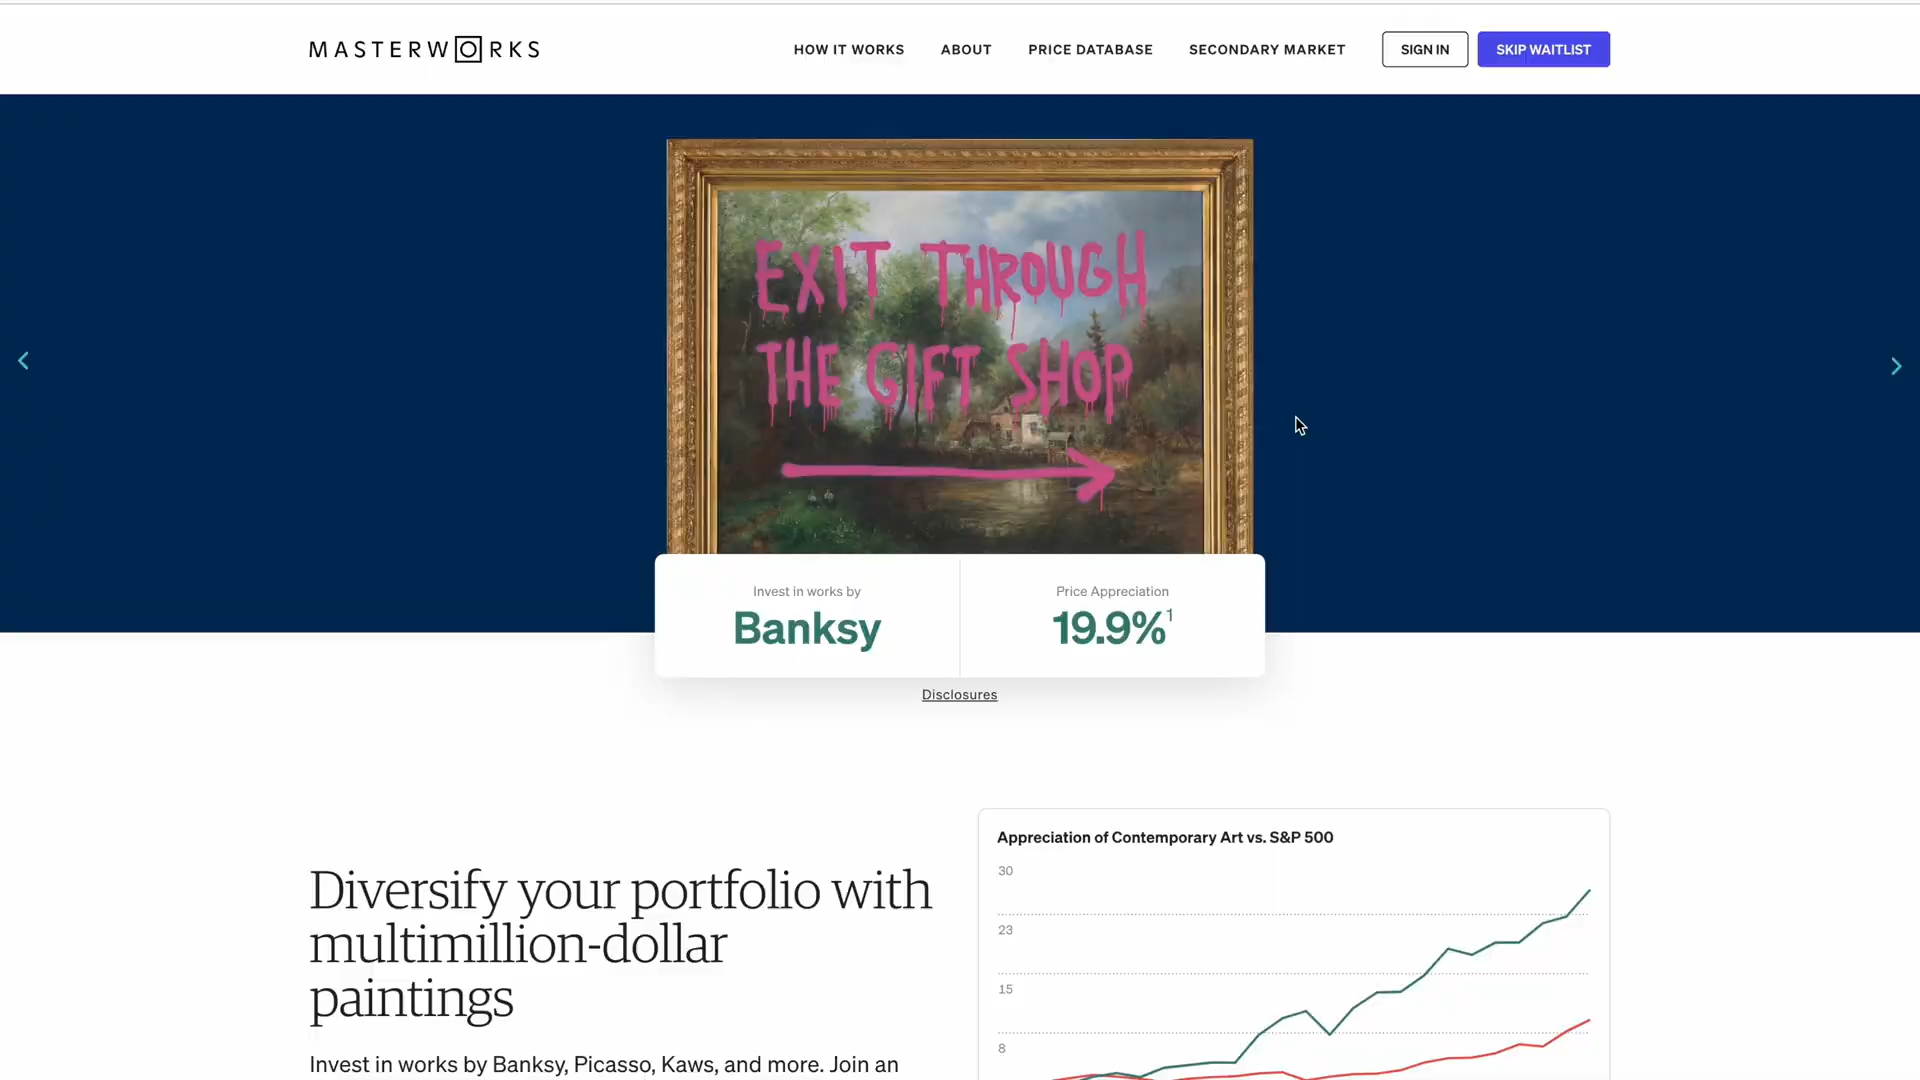 MASTERWORKS
HOW IT WORKS
ABOUT
PRICE DATABASE
SECONDARY MARKET
SIGN IN
SKIP WAITLIST
EXIT THROUGH
THE GIFT SHOP
Invest in works by
Banksy
Price Appreciation
19.9%1
Disclosures
Diversify your portfolio with
multimillion-dollar
paintings
Invest in works by Banksy, Picasso, Kaws, and more. Join an
Appreciation of Contemporary Art vs. S&P 500
30
23
15
8